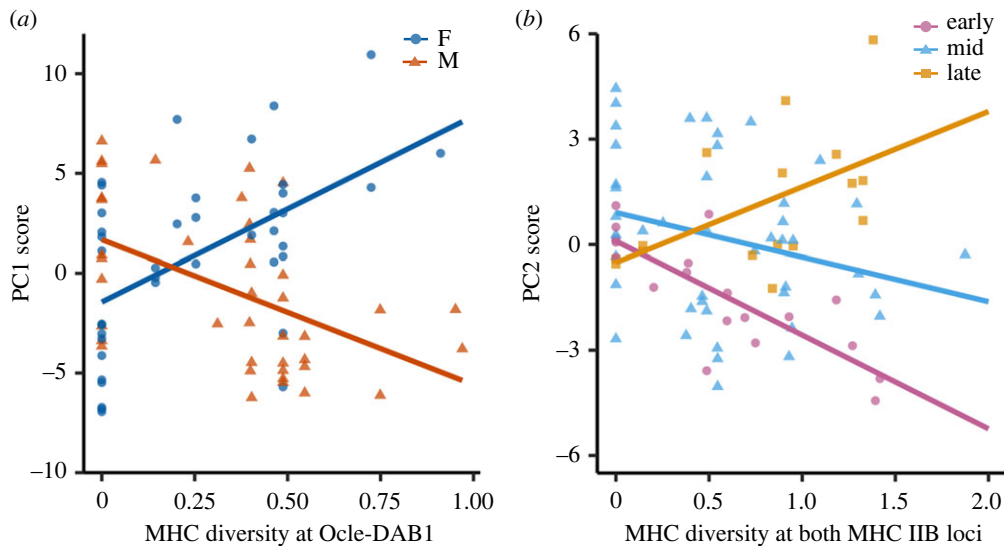 (a)
F
M
10
5
0
–5
–10
PC1 score
0
0.25
0.50
0.75
1.00
MHC diversity at Ocle-DAB1
(b)
early
mid
late
6
3
0
–3
–6
PC2 score
0
0.5
1.0
1.5
2.0
MHC diversity at both MHC IIB loci